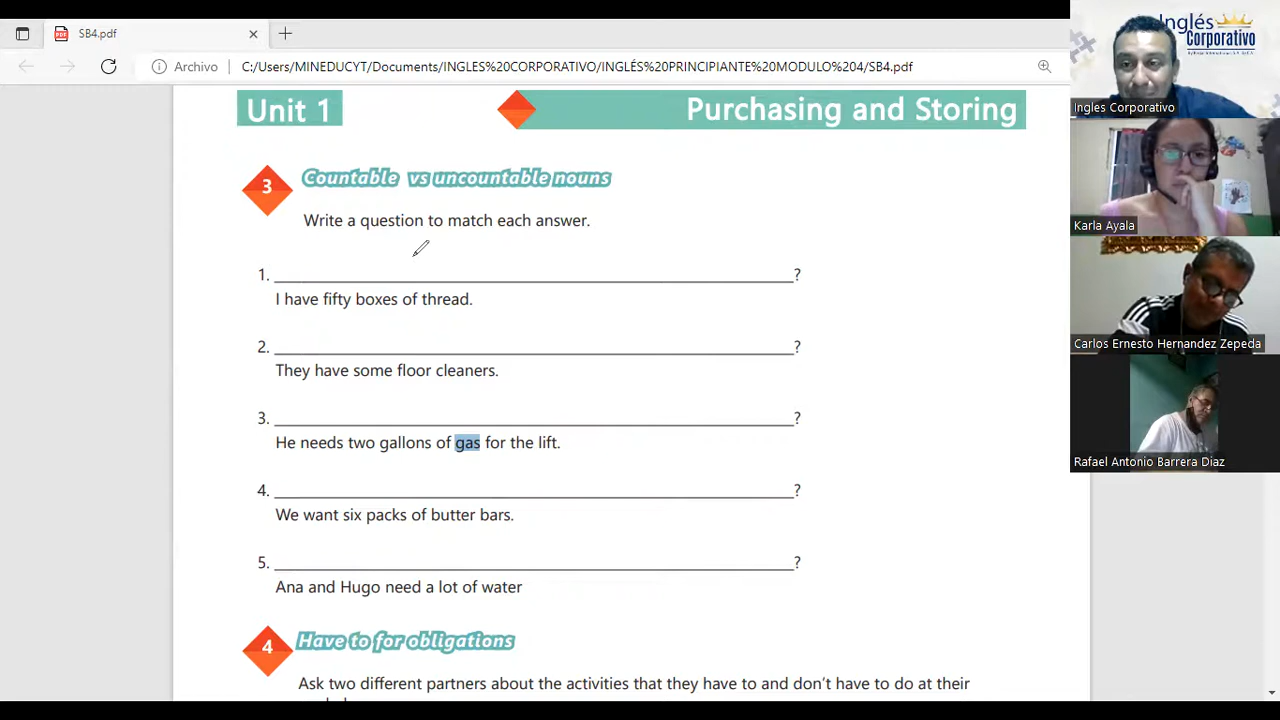 SB4.pdf
Archivo
C:/Users/MINEDUCYT/Documents/INGLES%20CORPORATIVO/INGLÉS%20PRINCIPIANTE%20MODULO%204/SB4.pdf
Unit 1
Purchasing and Storing
3
Countable vs uncountable nouns
Write a question to match each answer.
1. ?
I have fifty boxes of thread.
2. ?
They have some floor cleaners.
3. ?
He needs two gallons of gas for the lift.
4. ?
We want six packs of butter bars.
5. ?
Ana and Hugo need a lot of water
4
Have to for obligations
Ask two different partners about the activities that they have to and don't have to do at their
Inglés
Corporativo
Ingles Corporativo
Karla Ayala
Carlos Ernesto Hernandez Zepeda
Rafael Antonio Barrera Diaz